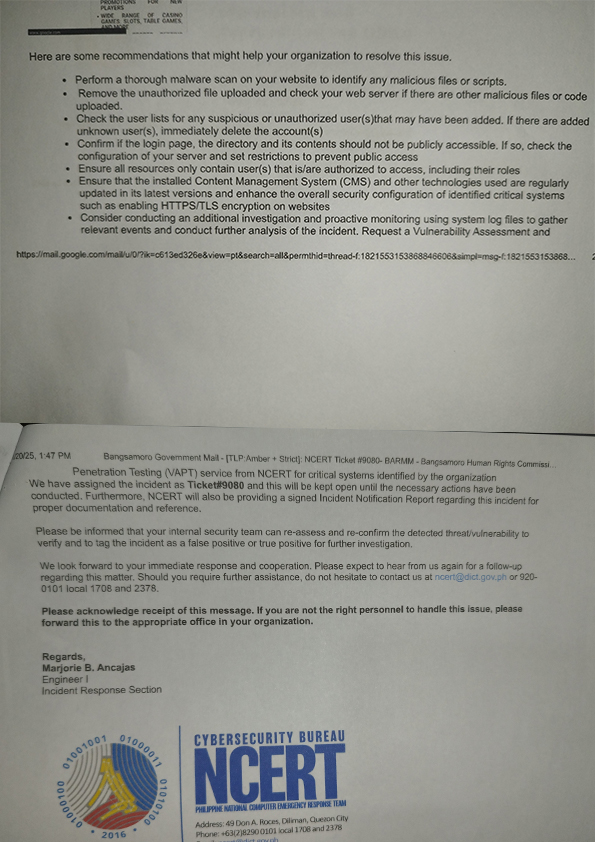 PROMOTIONS FOR NEW
PLAYERS
• WIDE RANGE OF CASINO
GAMES, SLOTS, TABLE GAMES,
AND MORE
Here are some recommendations that might help your organization to resolve this issue.
• Perform a thorough malware scan on your website to identify any malicious files or scripts.
• Remove the unauthorized file uploaded and check your web server if there are other malicious files or code
uploaded.
• Check the user lists for any suspicious or unauthorized user(s)that may have been added. If there are added
unknown user(s), immediately delete the account(s)
• Confirm if the login page, the directory and its contents should not be publicly accessible. If so, check the
configuration of your server and set restrictions to prevent public access
• Ensure all resources only contain user(s) that is/are authorized to access, including their roles
• Ensure that the installed Content Management System (CMS) and other technologies used are regularly
updated in its latest versions and enhance the overall security configuration of identified critical systems
such as enabling HTTPS/TLS encryption on websites
• Consider conducting an additional investigation and proactive monitoring using system log files to gather
relevant events and conduct further analysis of the incident. Request a Vulnerability Assessment and
https://mail.google.com/mail/u/0/?ik=c613ed326e&view=pt&search=all&permthid=thread-f:1821553153868846606&simpl=msg-f:1821553153868... 2
20/25, 1:47 PM Bangsamoro Government Mail - [TLP:Amber + Strict]: NCERT Ticket #9080- BARMM - Bangsamoro Human Rights Commissi...
Penetration Testing (VAPT) service from NCERT for critical systems identified by the organization
We have assigned the incident as Ticket#9080 and this will be kept open until the necessary actions have been
conducted. Furthermore, NCERT will also be providing a signed Incident Notification Report regarding this incident for
proper documentation and reference.
Please be informed that your internal security team can re-assess and re-confirm the detected threat/vulnerability to
verify and to tag the incident as a false positive or true positive for further investigation.
We look forward to your immediate response and cooperation. Please expect to hear from us again for a follow-up
regarding this matter. Should you require further assistance, do not hesitate to contact us at ncert@dict.gov.ph or 920-
0101 local 1708 and 2378.
Please acknowledge receipt of this message. If you are not the right personnel to handle this issue, please
forward this to the appropriate office in your organization.
Regards,
Marjorie B. Ancajas
Engineer I
Incident Response Section
01000100 01001001 01000011 01010100
• 2016 •
CYBERSECURITY BUREAU
NCERT
PHILIPPINE NATIONAL COMPUTER EMERGENCY RESPONSE TEAM
Address: 49 Don A. Roces, Diliman, Quezon City
Phone: +63(2)8290 0101 local 1708 and 2378